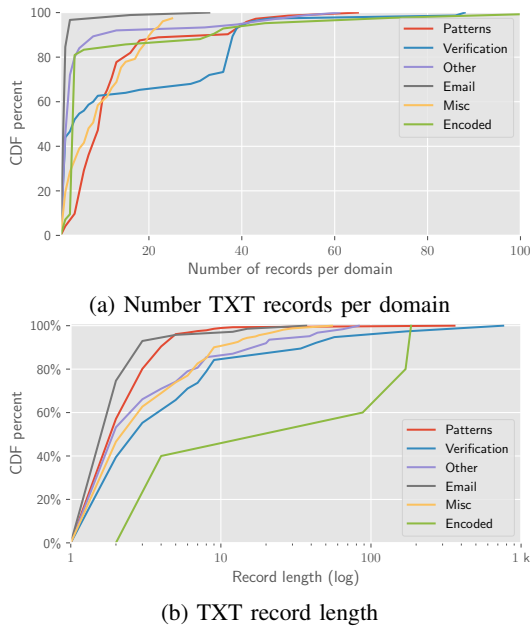 100
80
60
40
20
0
CDF percent
Patterns
Verification
Other
Email
Misc
Encoded
20
40
60
80
100
Number of records per domain
(a) Number TXT records per domain
100%
80%
60%
40%
20%
0%
CDF percent
Patterns
Verification
Other
Email
Misc
Encoded
1
10
100
1 k
Record length (log)
(b) TXT record length